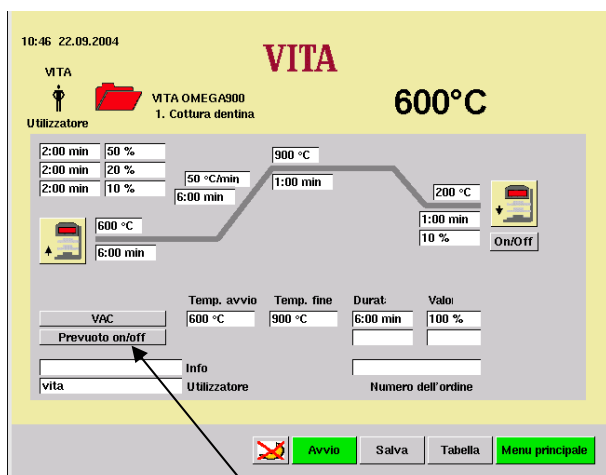 10:46 22.09.2004
VITA
VITA
Utilizzatore
VITA OMEGA900
1. Cottura dentina
600°C
2:00 min 50 %
2:00 min 20 %
2:00 min 10 %
50 °C/min
6:00 min
900 °C
1:00 min
200 °C
1:00 min
10 %
On/Off
600 °C
6:00 min
Temp. avvio Temp. fine Durat Valo
VAC 600 °C 900 °C 6:00 min 100 %
Prevuoto on/off
Info
vita Utilizzatore Numero dell'ordine
Avvio Salva Tabella Menu principale